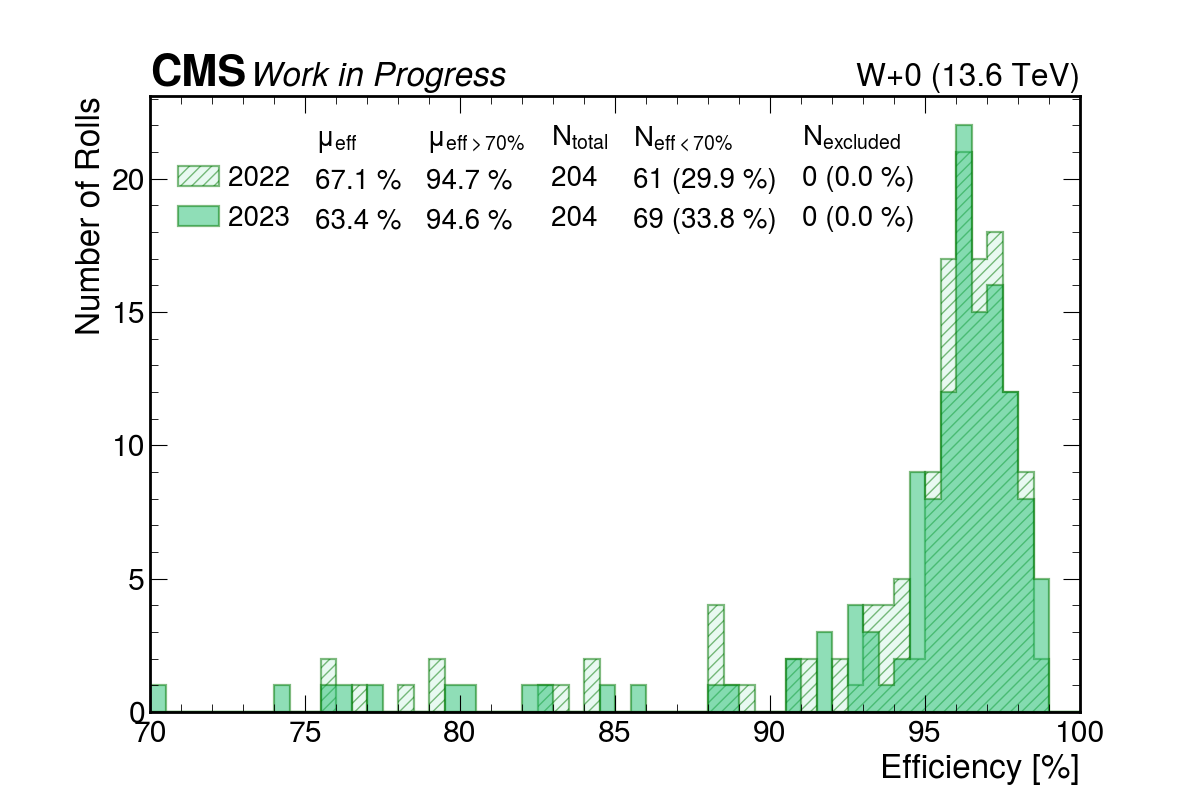 CMS Work in Progress W+0 (13.6 TeV)
Number of Rolls
μeff μeff > 70% Ntotal Neff < 70% Nexcluded
2022 67.1 % 94.7 % 204 61 (29.9 %) 0 (0.0 %)
2023 63.4 % 94.6 % 204 69 (33.8 %) 0 (0.0 %)
20
15
10
5
0
70 75 80 85 90 95 100
Efficiency [%]